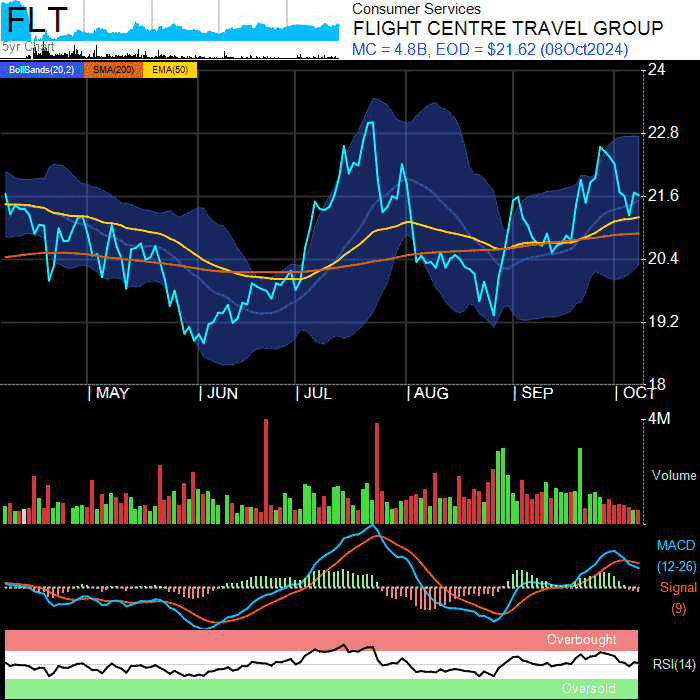 FLT
5yr Chart
Consumer Services
FLIGHT CENTRE TRAVEL GROUP
MC = 4.8B, EOD = $21.62 (08Oct2024)
BollBands(20,2) SMA(200) EMA(50)
24
22.8
21.6
20.4
19.2
18
| MAY | JUN | JUL | AUG | SEP | OCT
4M
Volume
MACD
(12-26)
Signal
(9)
Overbought
RSI(14)
Oversold